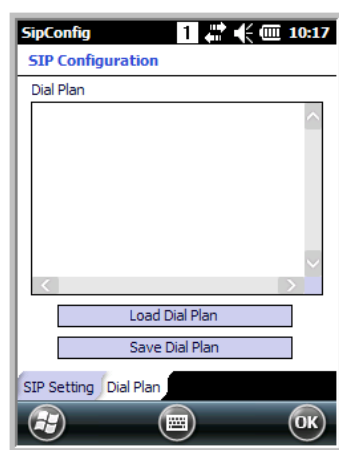 SipConfig 1 10:17
SIP Configuration
Dial Plan
Load Dial Plan
Save Dial Plan
SIP Setting Dial Plan
OK